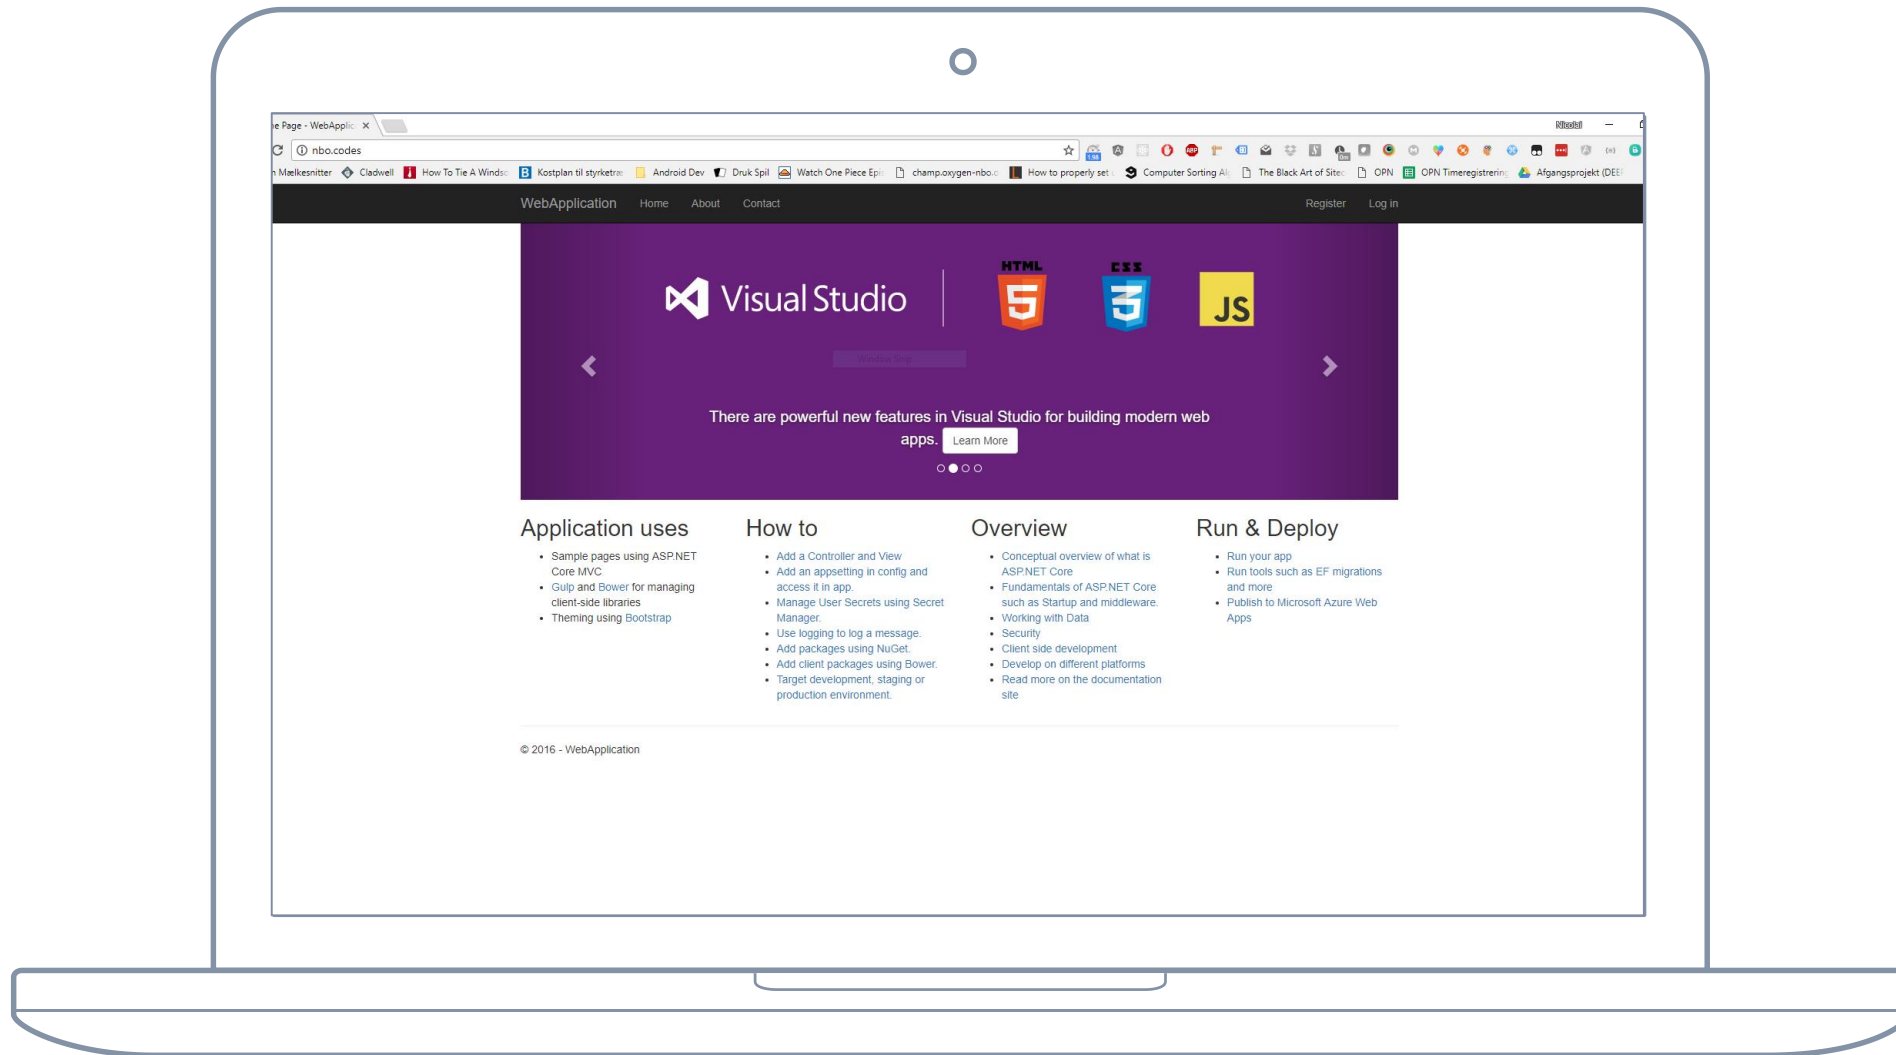 e Page - WebApplic
Nicolai
nbo.codes
1.98
ABP
0m
Mælkesnitter Cladwell How To Tie A Windso Kostplan til styrketræ Android Dev Druk Spil Watch One Piece Epi champ.oxygen-nbo.c How to properly set Computer Sorting Al The Black Art of Sitec OPN OPN Timeregistrering Afgangsprojekt (DEE
WebApplication Home About Contact Register Log in
HTML CSS
5 3 JS
Visual Studio
Window Snip
There are powerful new features in Visual Studio for building modern web
apps. Learn More
Application uses
Sample pages using ASP.NET
Core MVC
Gulp and Bower for managing
client-side libraries
Theming using Bootstrap
How to
Add a Controller and View
Add an appsetting in config and
access it in app.
Manage User Secrets using Secret
Manager.
Use logging to log a message.
Add packages using NuGet.
Add client packages using Bower.
Target development, staging or
production environment.
Overview
Conceptual overview of what is
ASP.NET Core
Fundamentals of ASP.NET Core
such as Startup and middleware.
Working with Data
Security
Client side development
Develop on different platforms
Read more on the documentation
site
Run & Deploy
Run your app
Run tools such as EF migrations
and more
Publish to Microsoft Azure Web
Apps
© 2016 - WebApplication